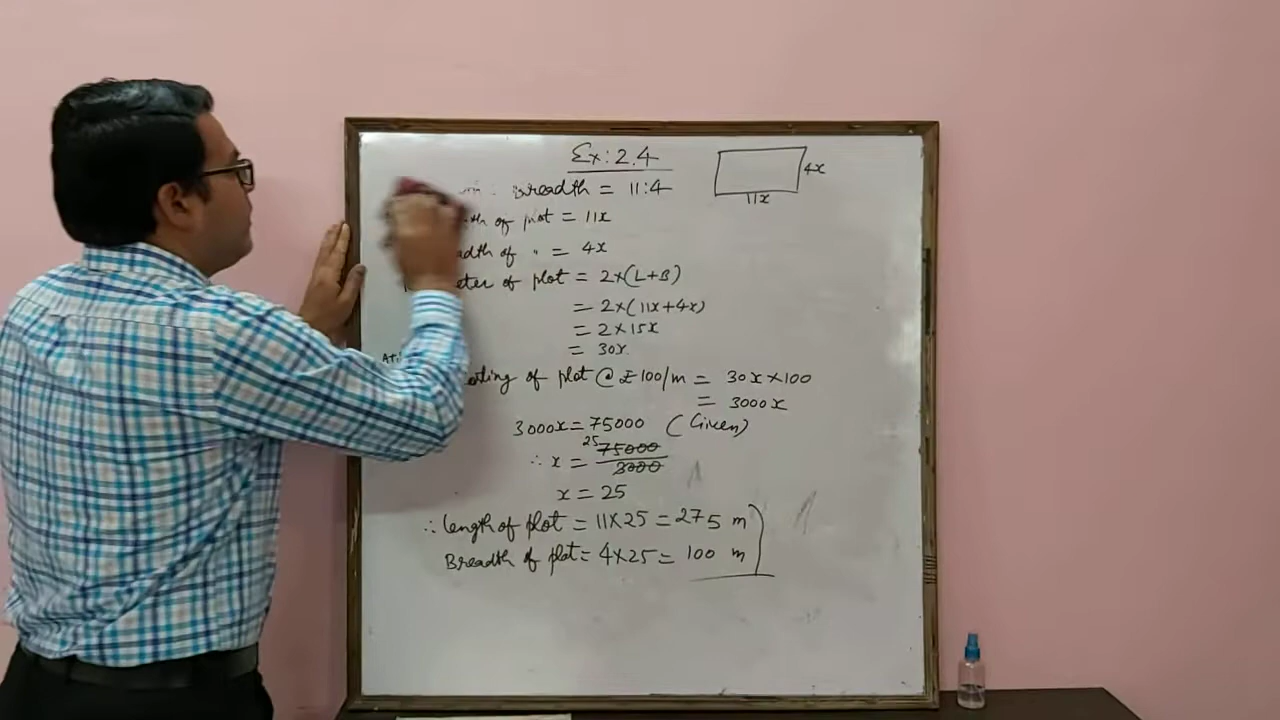 Ex: 2.4
: Breadth = 11:4
4x
11x
of plot = 11x
of " = 4x
of plot = 2×(L+B)
= 2×(11x+4x)
= 2×15x
= 30x
of plot @ ₹100/m = 30x×100
= 3000x
3000x = 75000 (Given)
∴ x = 75000/3000
25
x = 25
∴ length of plot = 11×25 = 275 m
Breadth of plot = 4×25 = 100 m